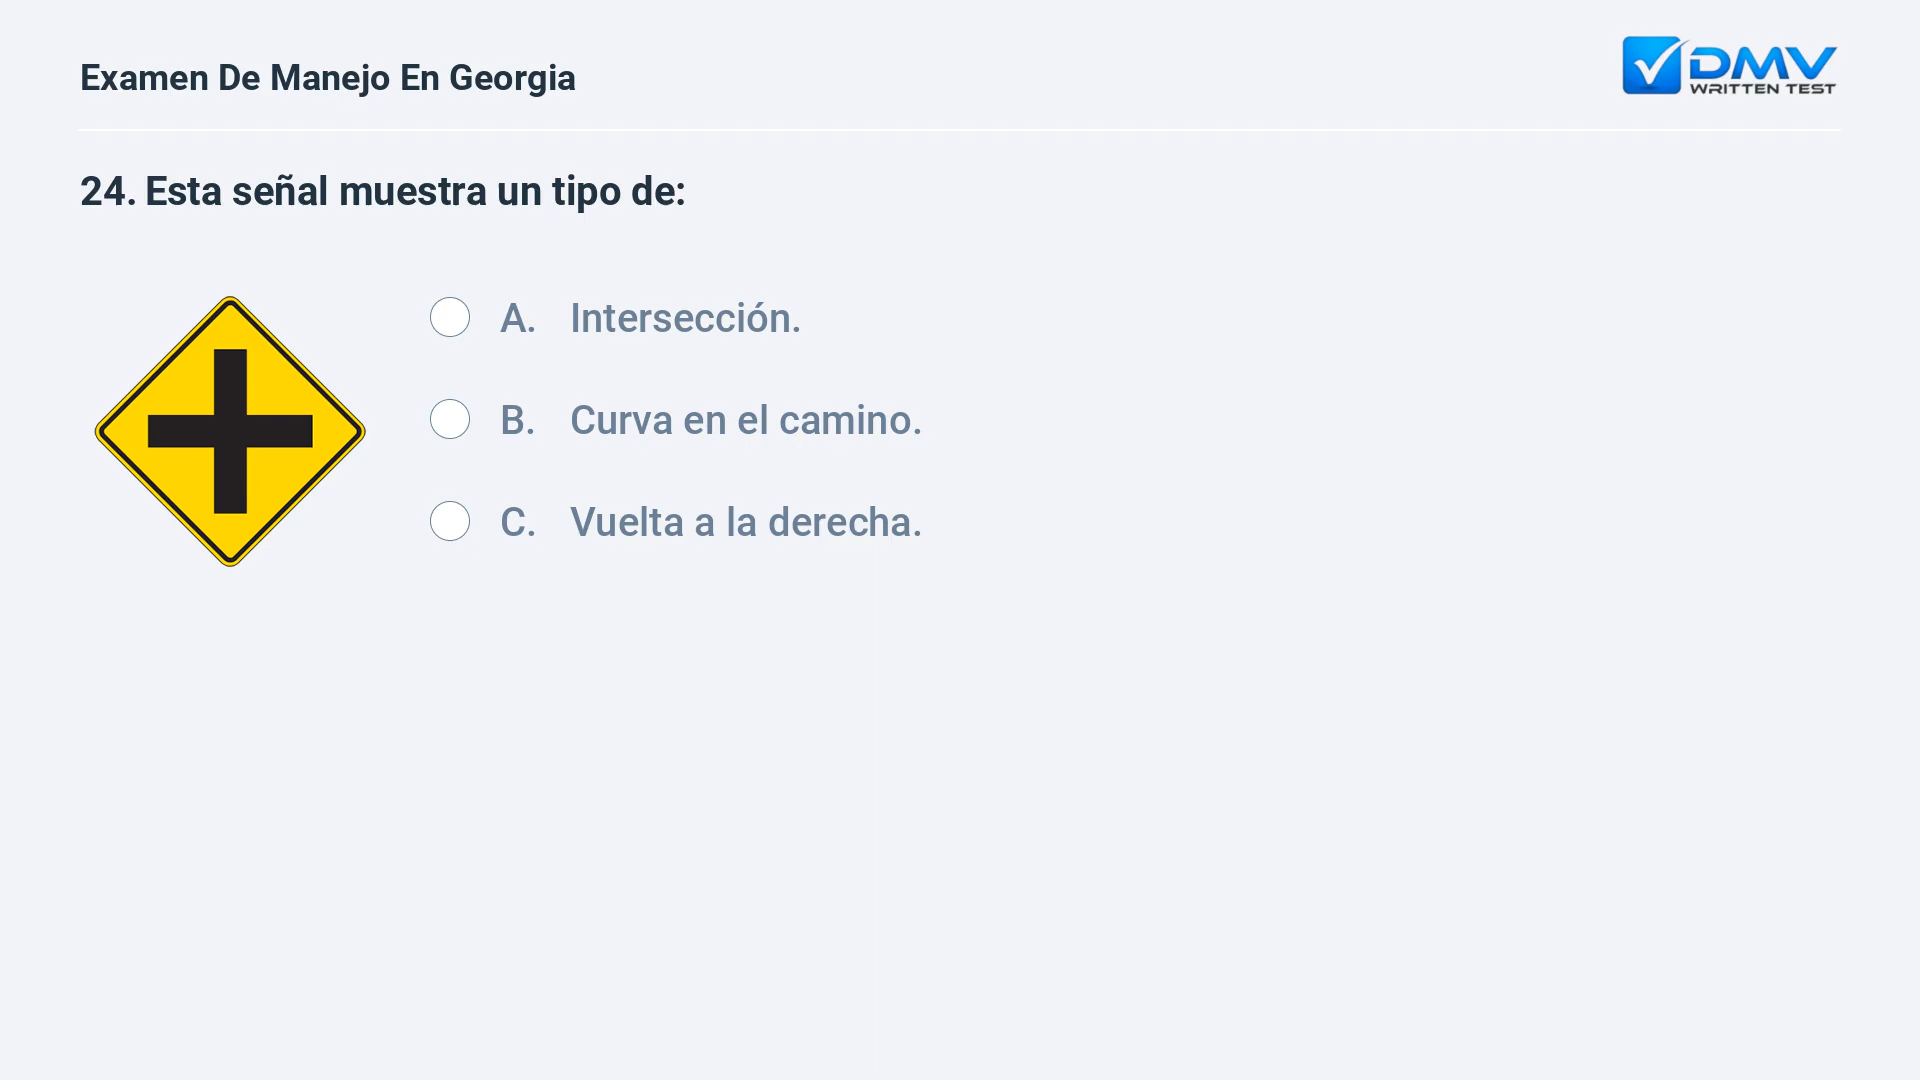 Examen De Manejo En Georgia
DMV
WRITTEN TEST
24. Esta señal muestra un tipo de:
A. Intersección.
B. Curva en el camino.
C. Vuelta a la derecha.